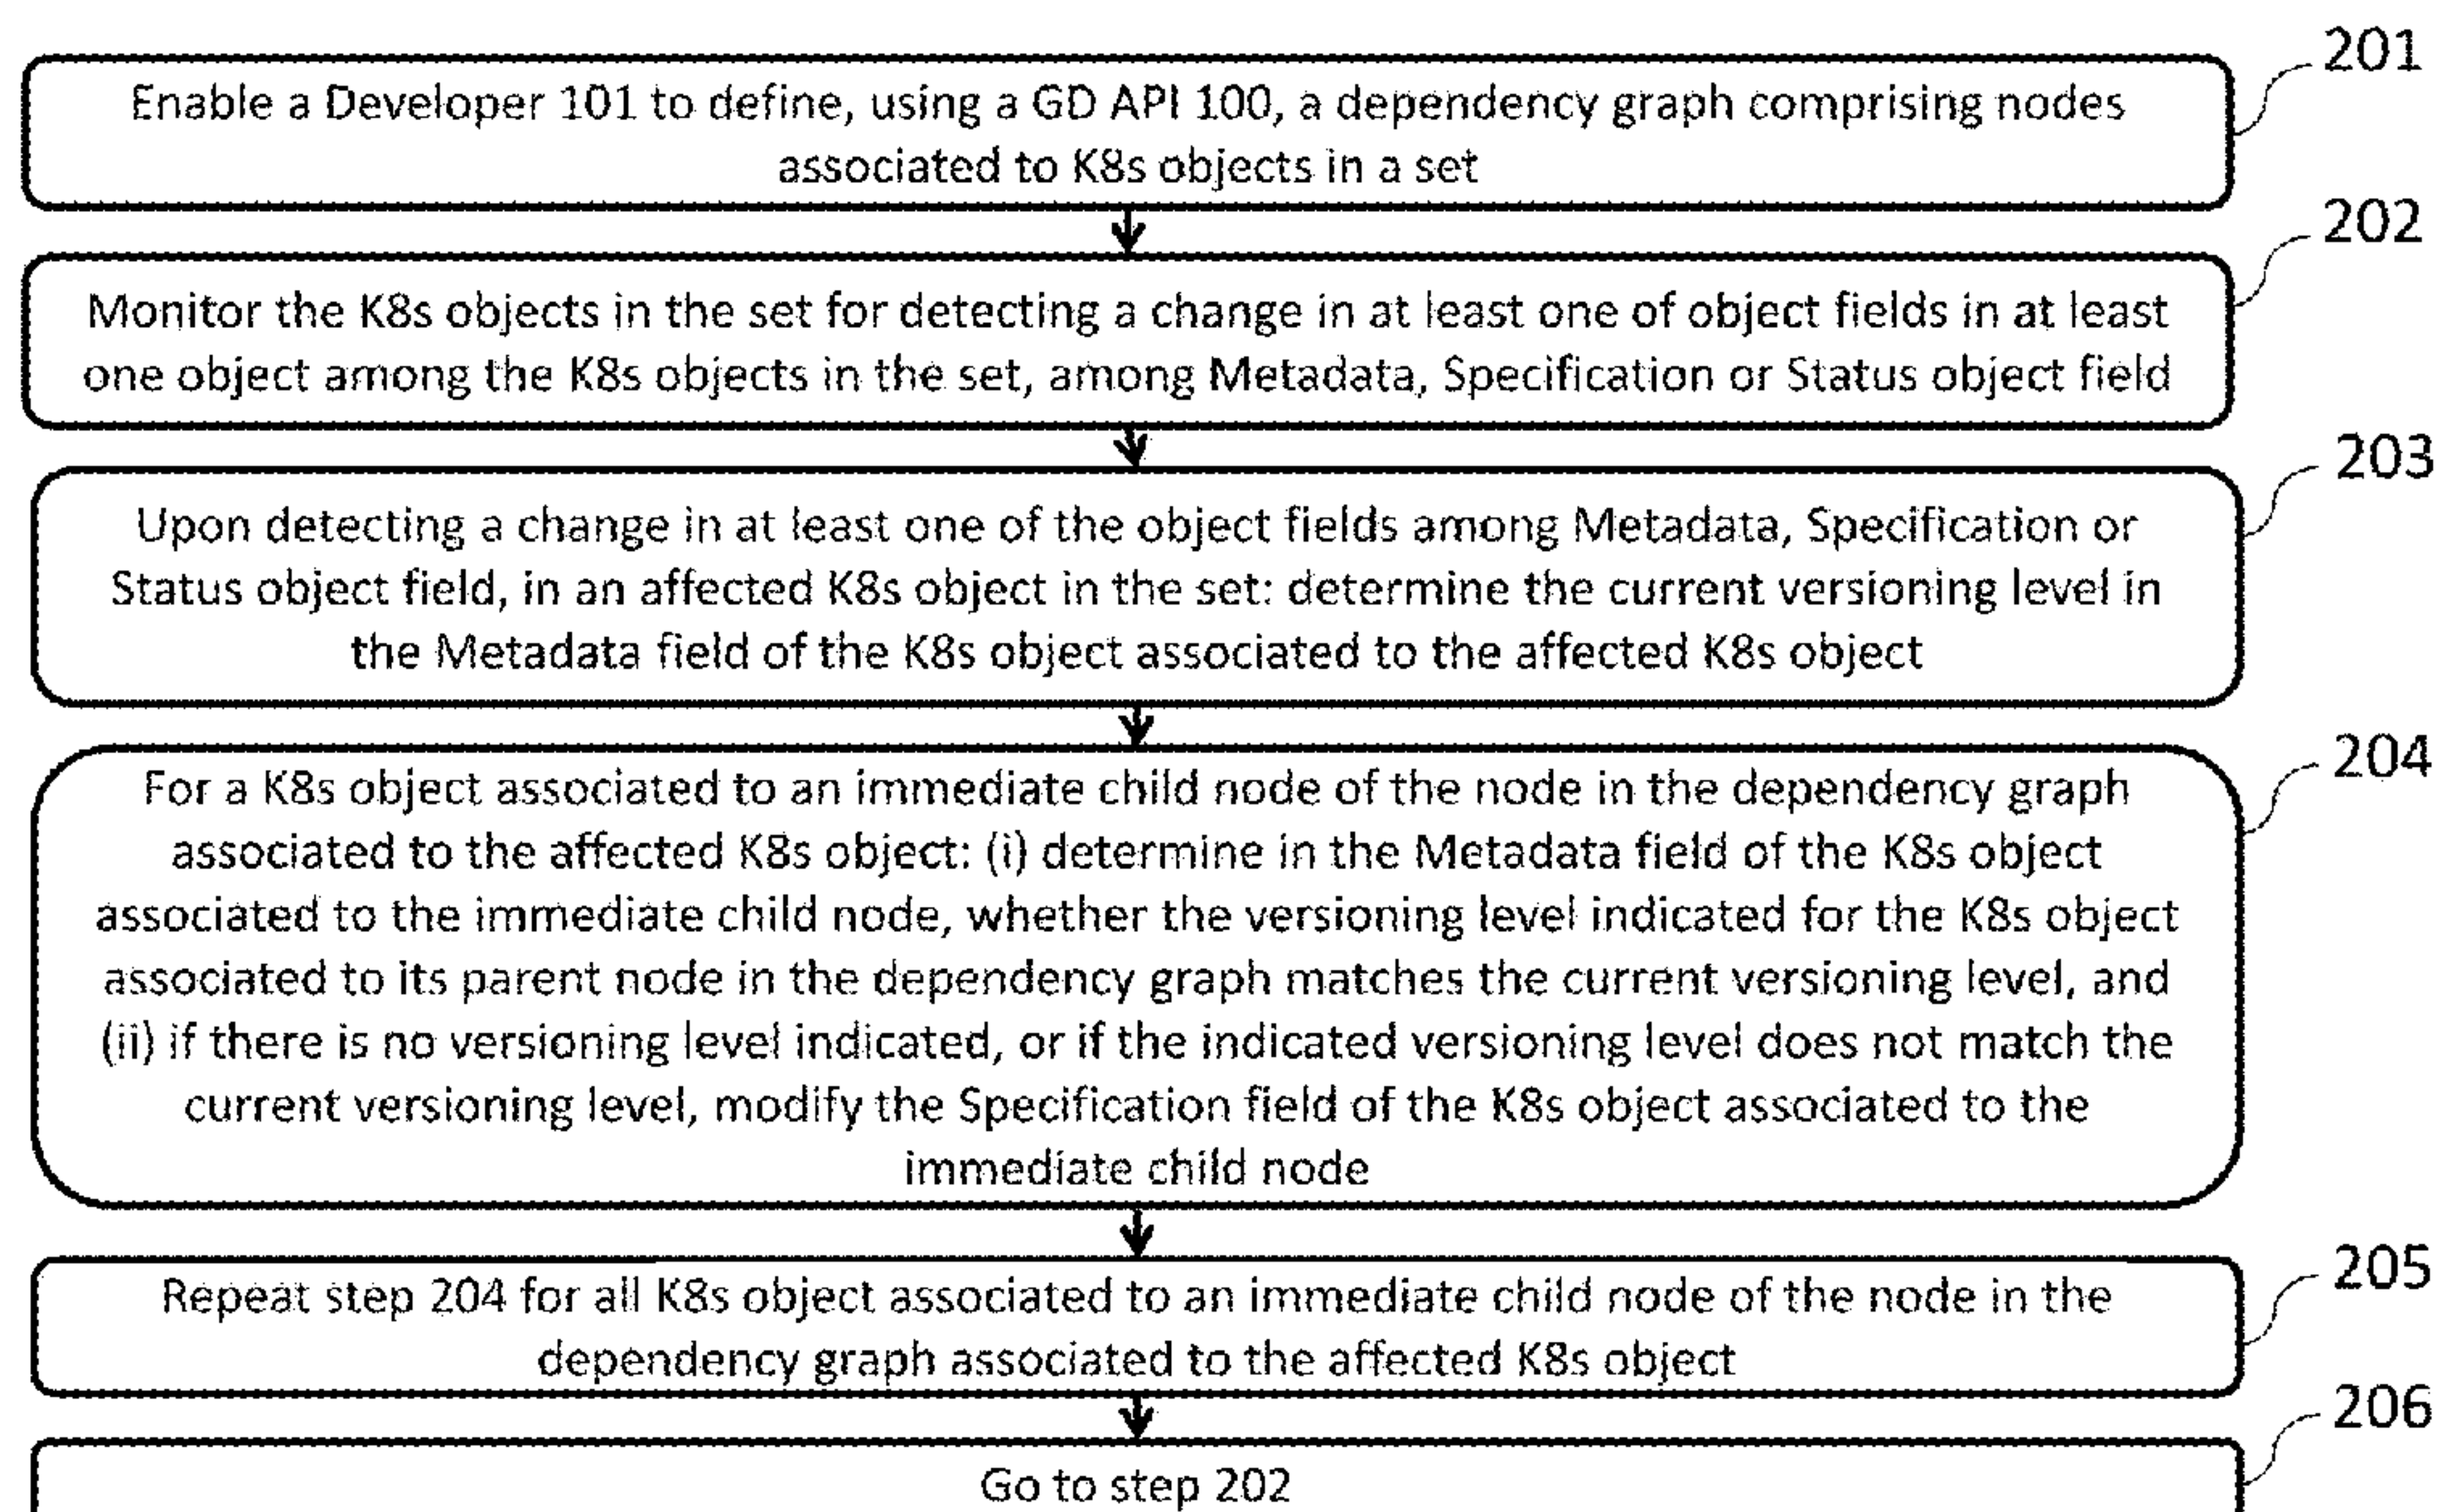 201
Enable a Developer 101 to define, using a GD API 100, a dependency graph comprising nodes
associated to K8s objects in a set
202
Monitor the K8s objects in the set for detecting a change in at least one of object fields in at least
one object among the K8s objects in the set, among Metadata, Specification or Status object field
203
Upon detecting a change in at least one of the object fields among Metadata, Specification or
Status object field, in an affected K8s object in the set: determine the current versioning level in
the Metadata field of the K8s object associated to the affected K8s object
204
For a K8s object associated to an immediate child node of the node in the dependency graph
associated to the affected K8s object: (i) determine in the Metadata field of the K8s object
associated to the immediate child node, whether the versioning level indicated for the K8s object
associated to its parent node in the dependency graph matches the current versioning level, and
(ii) if there is no versioning level indicated, or if the indicated versioning level does not match the
current versioning level, modify the Specification field of the K8s object associated to the
immediate child node
205
Repeat step 204 for all K8s object associated to an immediate child node of the node in the
dependency graph associated to the affected K8s object
206
Go to step 202